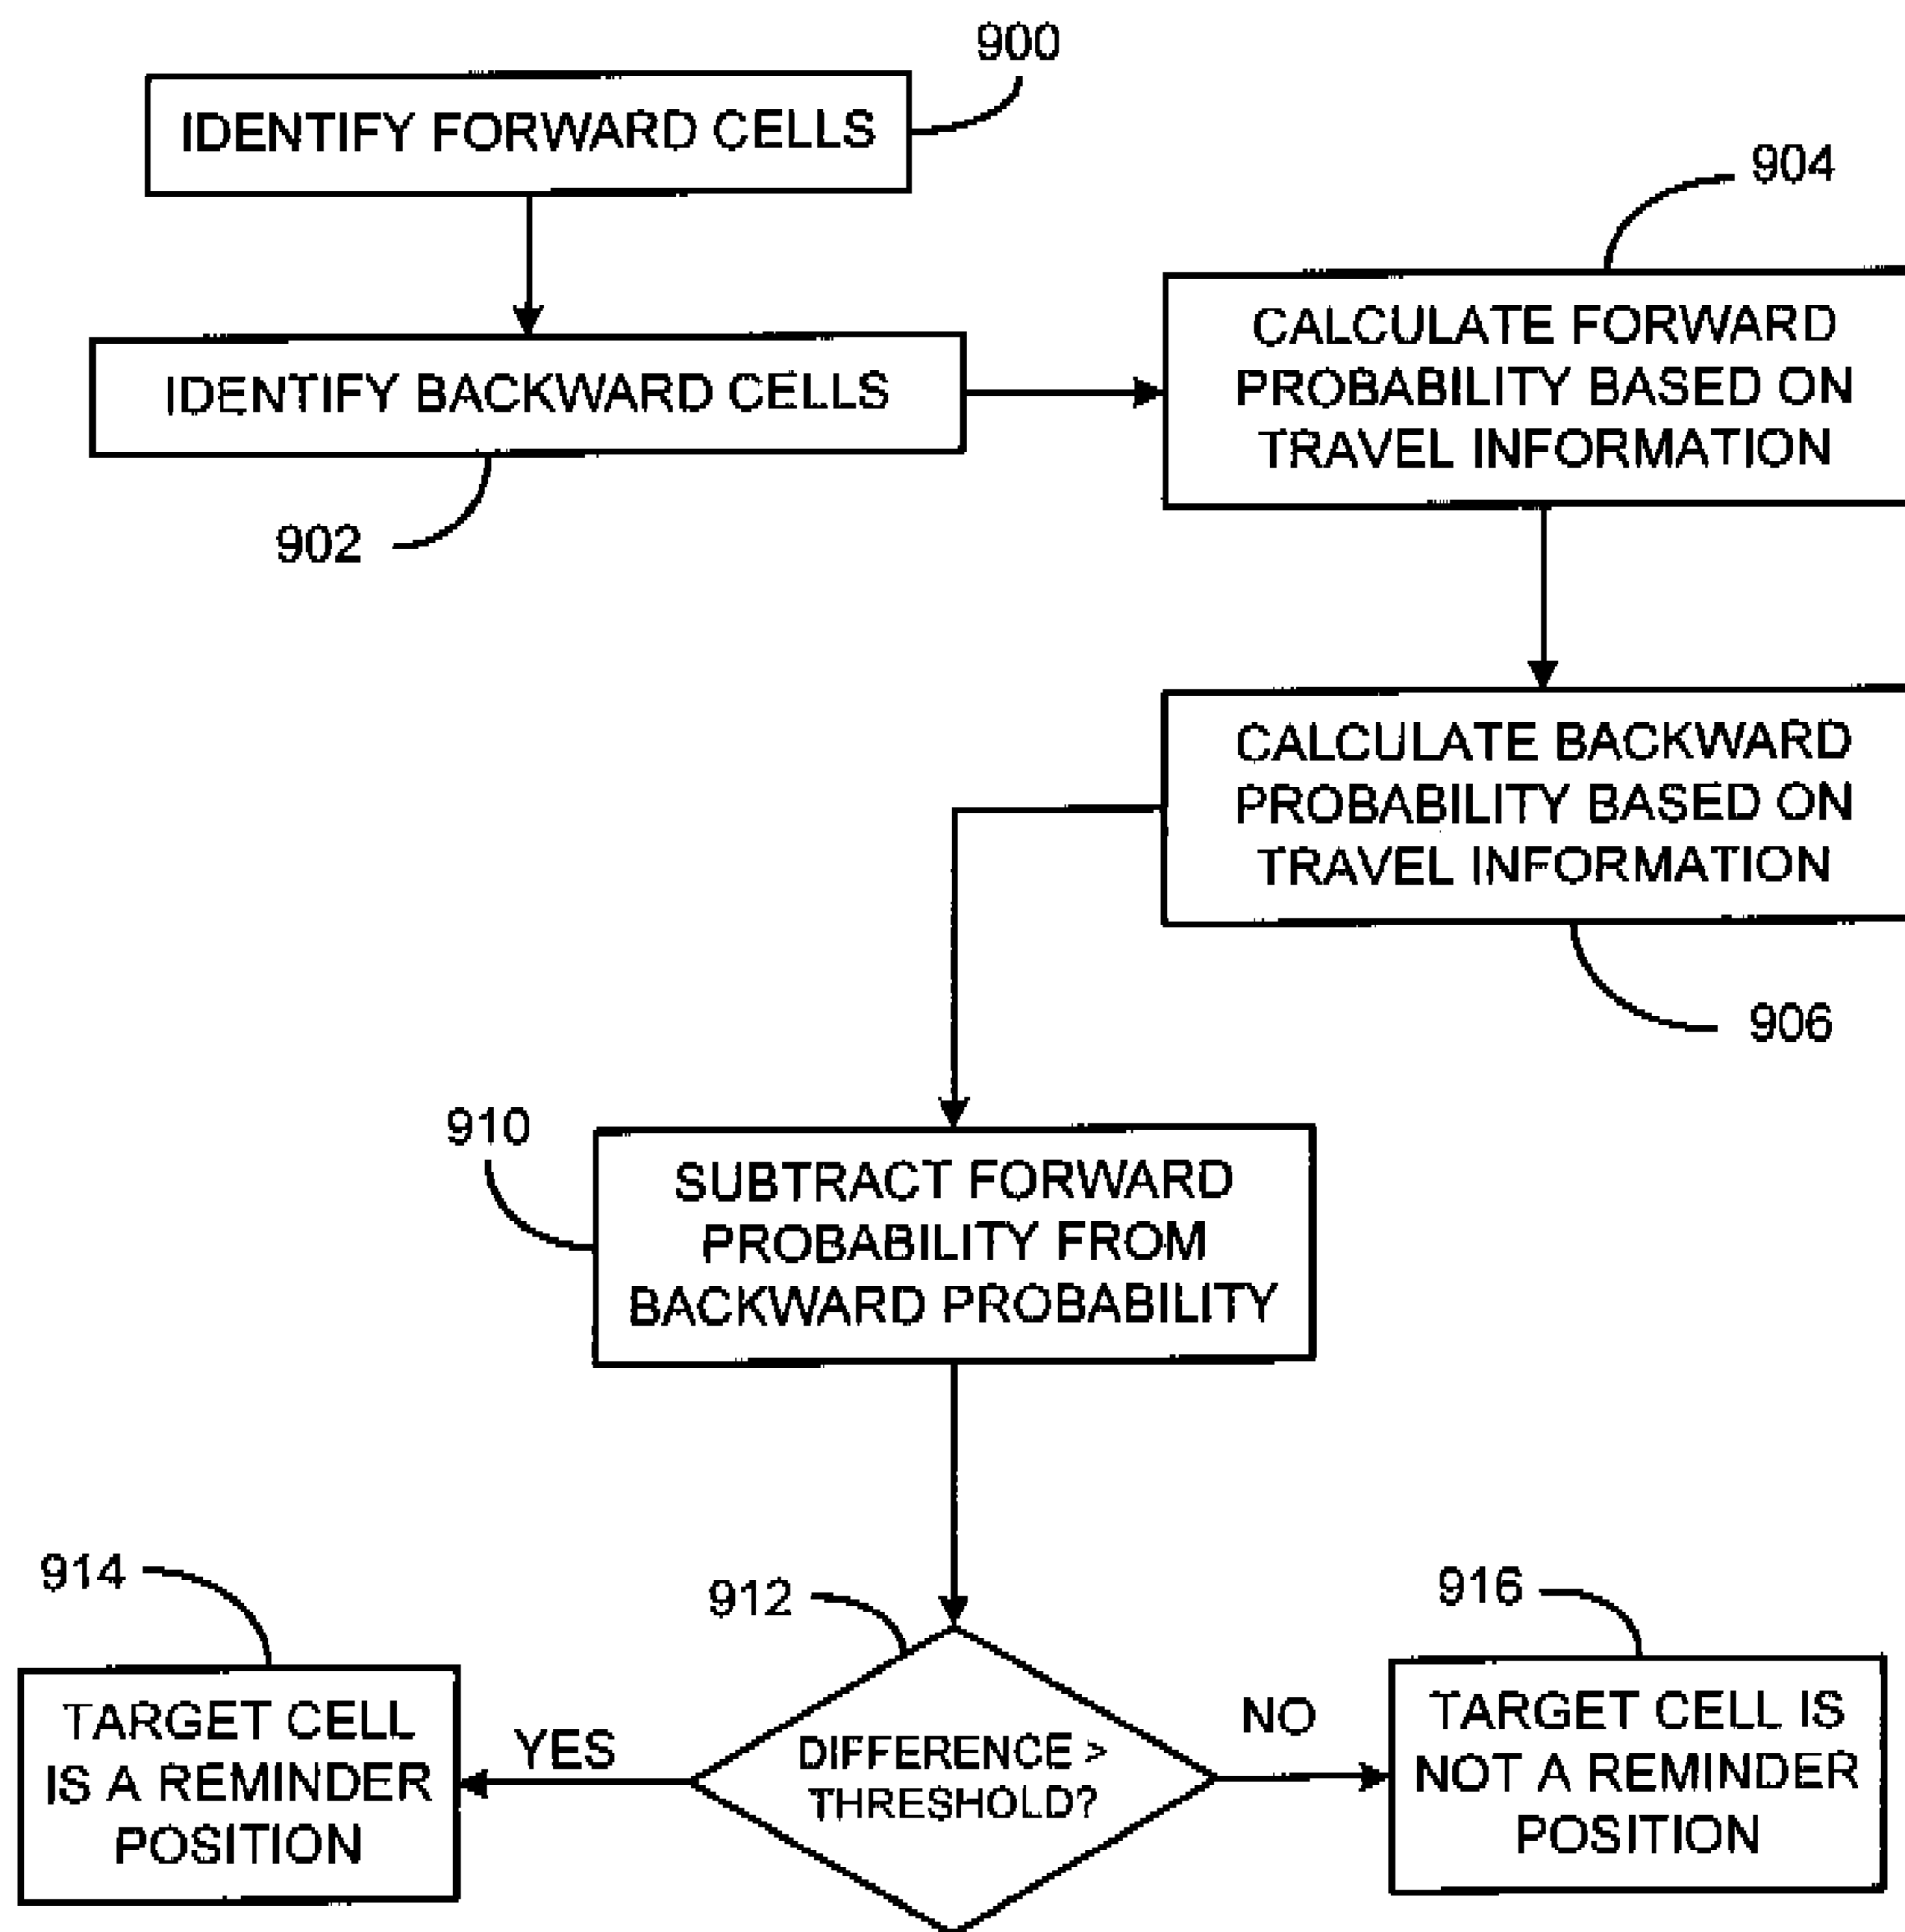 900
IDENTIFY FORWARD CELLS
904
CALCULATE FORWARD
PROBABILITY BASED ON
TRAVEL INFORMATION
IDENTIFY BACKWARD CELLS
902
CALCULATE BACKWARD
PROBABILITY BASED ON
TRAVEL INFORMATION
906
910
SUBTRACT FORWARD
PROBABILITY FROM
BACKWARD PROBABILITY
914
912
916
TARGET CELL
IS A REMINDER
POSITION
YES
DIFFERENCE >
THRESHOLD?
NO
TARGET CELL IS
NOT A REMINDER
POSITION